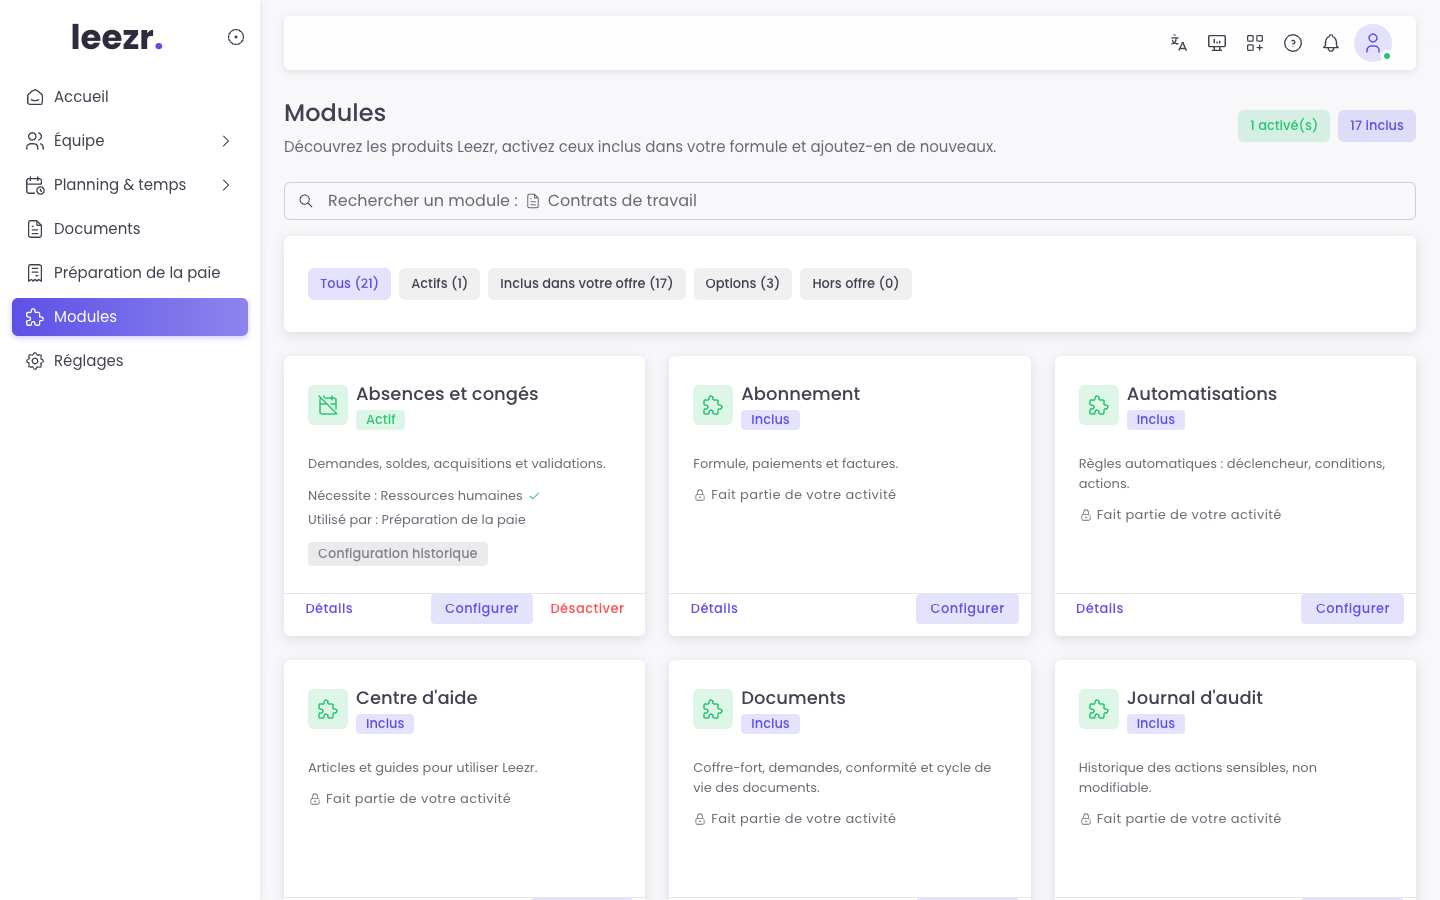 leezr.
Accueil
Équipe
Planning & temps
Documents
Préparation de la paie
Modules
Réglages
Modules
Découvrez les produits Leezr, activez ceux inclus dans votre formule et ajoutez-en de nouveaux.
1 activé(s)
17 inclus
Rechercher un module : Contrats de travail
Tous (21)
Actifs (1)
Inclus dans votre offre (17)
Options (3)
Hors offre (0)
Absences et congés
Actif
Demandes, soldes, acquisitions et validations.
Nécessite : Ressources humaines
Utilisé par : Préparation de la paie
Configuration historique
Détails
Configurer
Désactiver
Abonnement
Inclus
Formule, paiements et factures.
Fait partie de votre activité
Détails
Configurer
Automatisations
Inclus
Règles automatiques : déclencheur, conditions,
actions.
Fait partie de votre activité
Détails
Configurer
Centre d'aide
Inclus
Articles et guides pour utiliser Leezr.
Fait partie de votre activité
Documents
Inclus
Coffre-fort, demandes, conformité et cycle de
vie des documents.
Fait partie de votre activité
Journal d'audit
Inclus
Historique des actions sensibles, non
modifiable.
Fait partie de votre activité